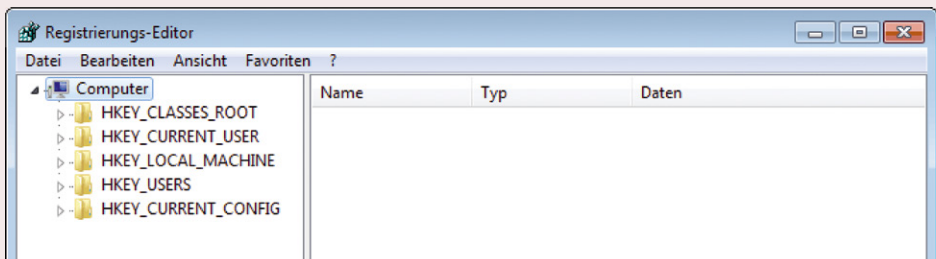 Registrierungs-Editor
Datei Bearbeiten Ansicht Favoriten ?
Computer
HKEY_CLASSES_ROOT
HKEY_CURRENT_USER
HKEY_LOCAL_MACHINE
HKEY_USERS
HKEY_CURRENT_CONFIG
Name Typ Daten